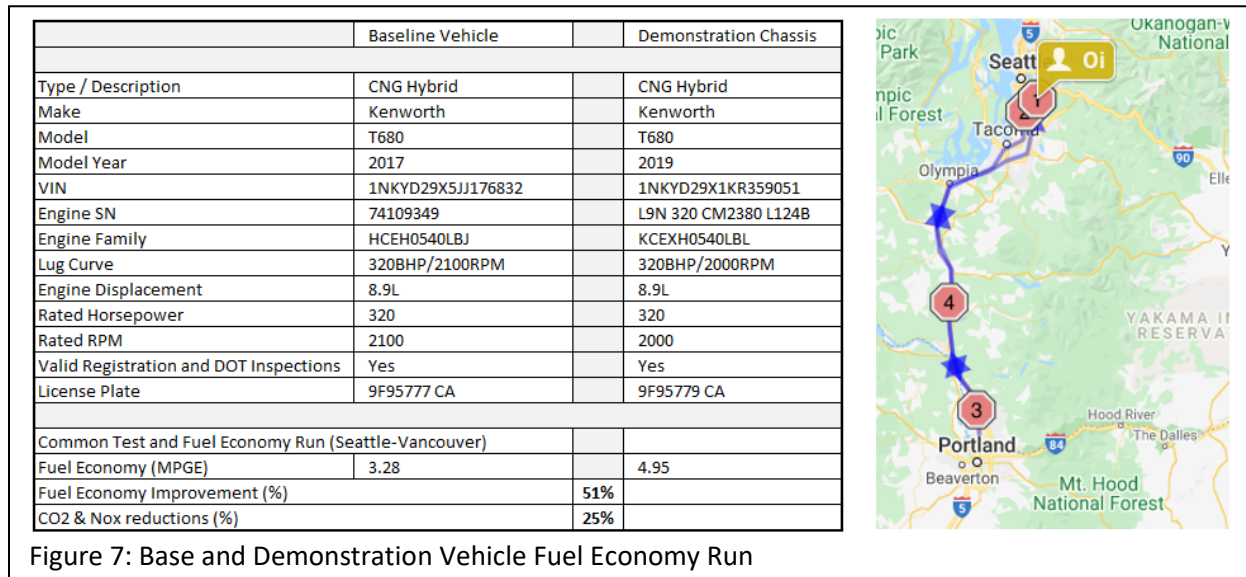 Baseline Vehicle Demonstration Chassis
Type / Description CNG Hybrid CNG Hybrid
Make Kenworth Kenworth
Model T680 T680
Model Year 2017 2019
VIN 1NKYD29X5JJ176832 1NKYD29X1KR359051
Engine SN 74109349 L9N 320 CM2380 L124B
Engine Family HCEH0540LBJ KCEXH0540LBL
Lug Curve 320BHP/2100RPM 320BHP/2000RPM
Engine Displacement 8.9L 8.9L
Rated Horsepower 320 320
Rated RPM 2100 2000
Valid Registration and DOT Inspections Yes Yes
License Plate 9F95777 CA 9F95779 CA
Common Test and Fuel Economy Run (Seattle-Vancouver)
Fuel Economy (MPGE) 3.28 4.95
Fuel Economy Improvement (%) 51%
CO2 & Nox reductions (%) 25%
pic
Park
5
Okanogan-
National
Seatt
Oi
1
mpic
l Forest
Tacoma
90
Olympia
Elle
4
YAKAMA I
RESERVA
3
Hood River
Portland
84
The Dalles
Beaverton
Mt. Hood
National Forest
5
Figure 7: Base and Demonstration Vehicle Fuel Economy Run